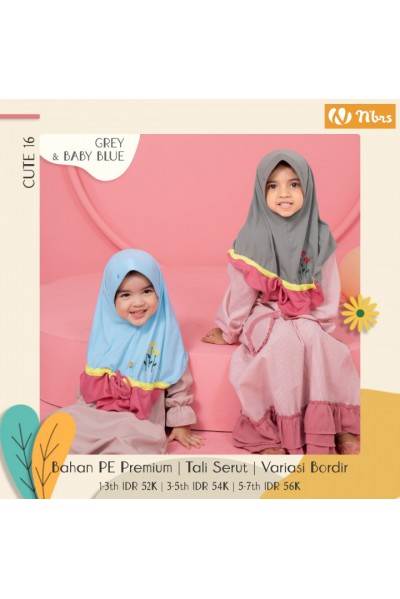 Nbrs
GREY
& BABY BLUE
CUTE 16
Bahan PE Premium | Tali Serut | Variasi Bordir
1-3th IDR 52K | 3-5th IDR 54K | 5-7th IDR 56K